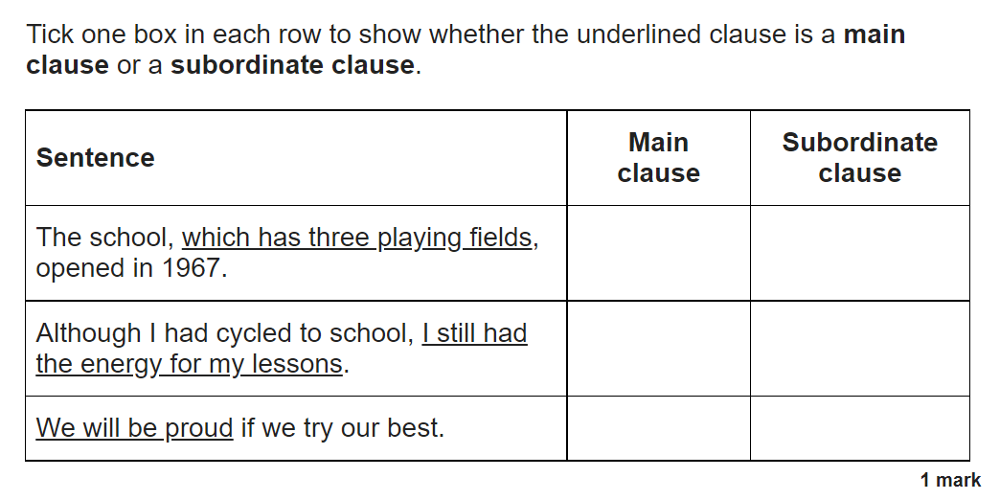 Tick one box in each row to show whether the underlined clause is a main
clause or a subordinate clause.
Sentence
Main
clause
Subordinate
clause
The school, which has three playing fields,
opened in 1967.
Although I had cycled to school, I still had
the energy for my lessons.
We will be proud if we try our best.
1 mark